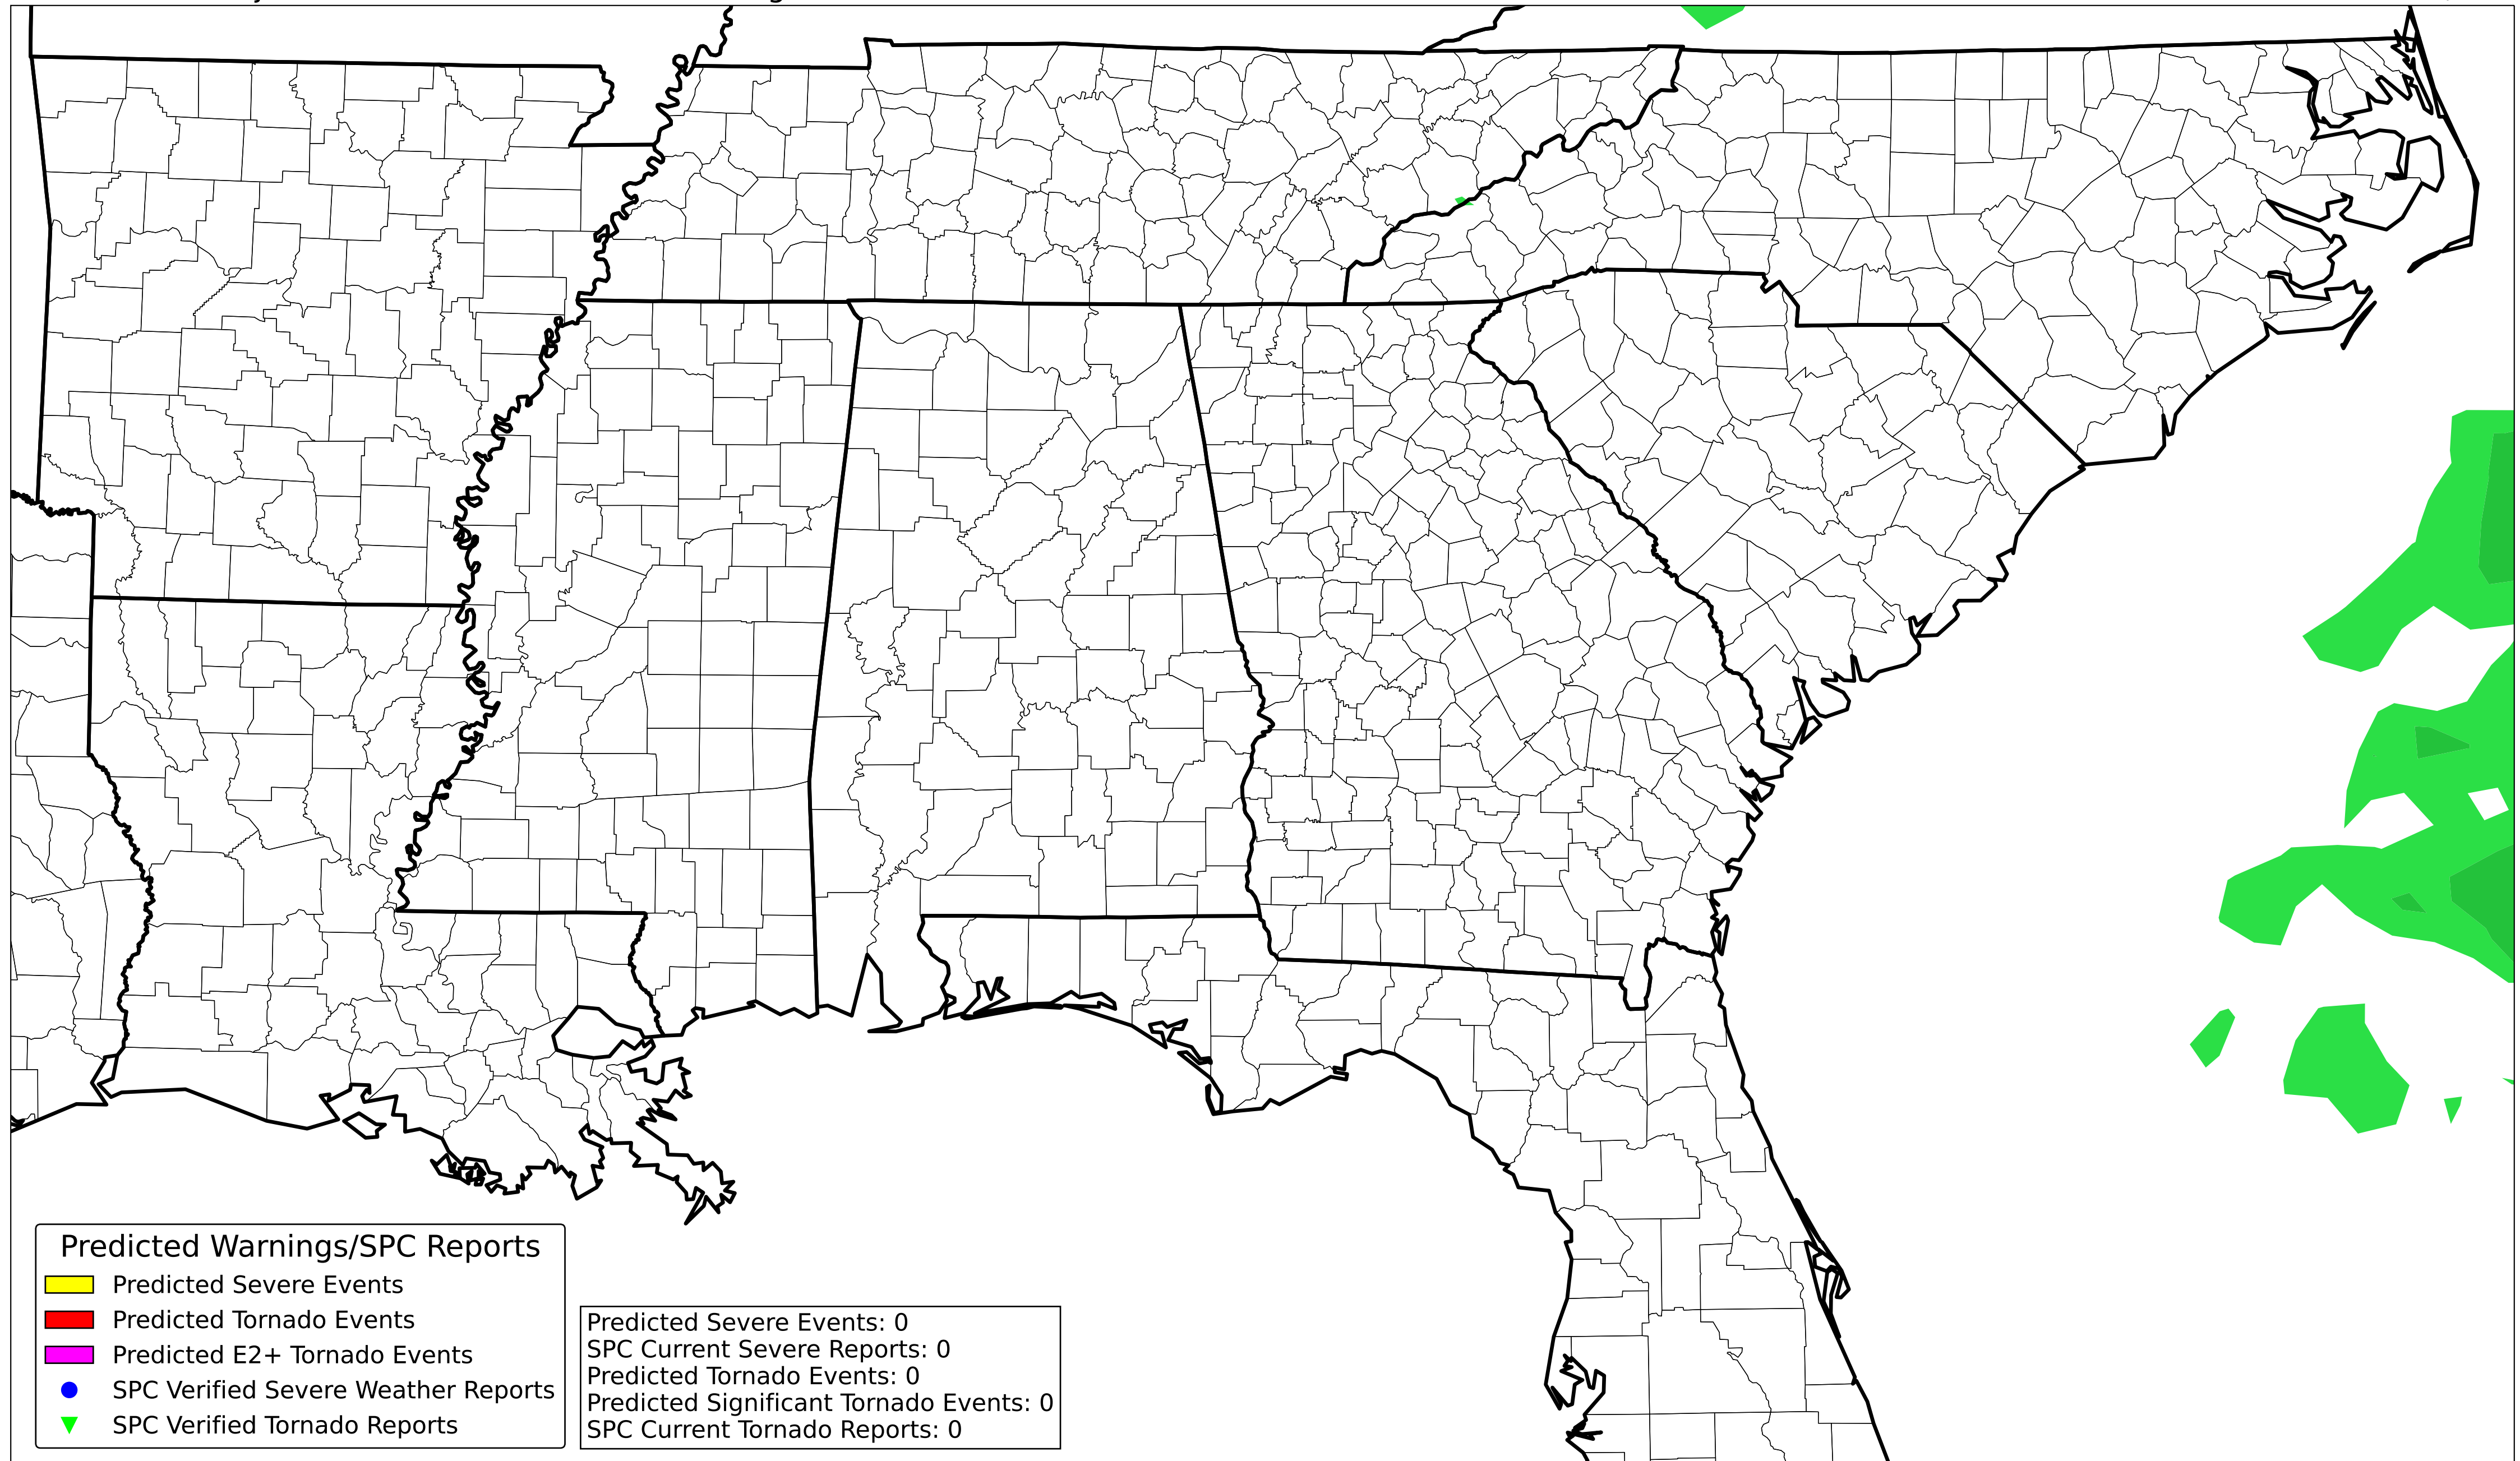 Predicted Warnings/SPC Reports
Predicted Severe Events
Predicted Tornado Events
Predicted E2+ Tornado Events
SPC Verified Severe Weather Reports
SPC Verified Tornado Reports
Predicted Severe Events: 0
SPC Current Severe Reports: 0
Predicted Tornado Events: 0
Predicted Significant Tornado Events: 0
SPC Current Tornado Reports: 0